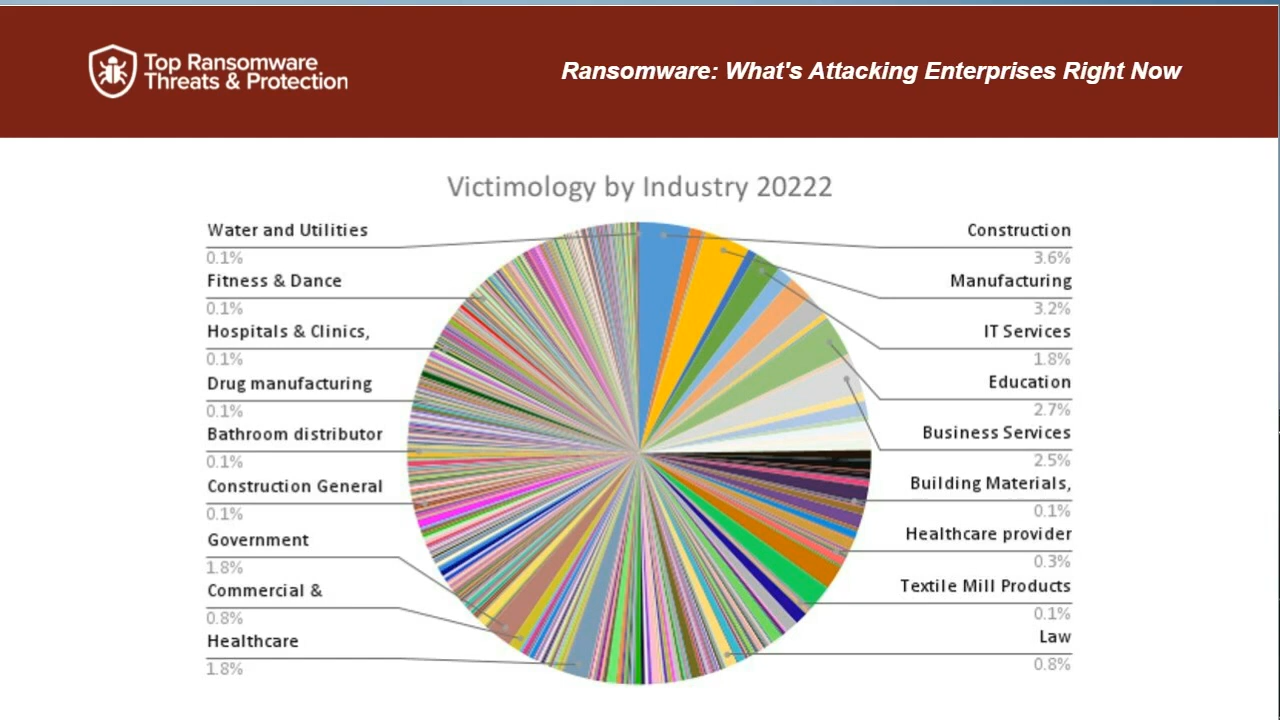 Top Ransomware
Threats & Protection
Ransomware: What's Attacking Enterprises Right Now
Victimology by Industry 20222
Water and Utilities
0.1%
Fitness & Dance
0.1%
Hospitals & Clinics,
0.1%
Drug manufacturing
0.1%
Bathroom distributor
0.1%
Construction General
0.1%
Government
1.8%
Commercial &
0.8%
Healthcare
1.8%
Construction
3.6%
Manufacturing
3.2%
IT Services
1.8%
Education
2.7%
Business Services
2.5%
Building Materials,
0.1%
Healthcare provider
0.3%
Textile Mill Products
0.1%
Law
0.8%